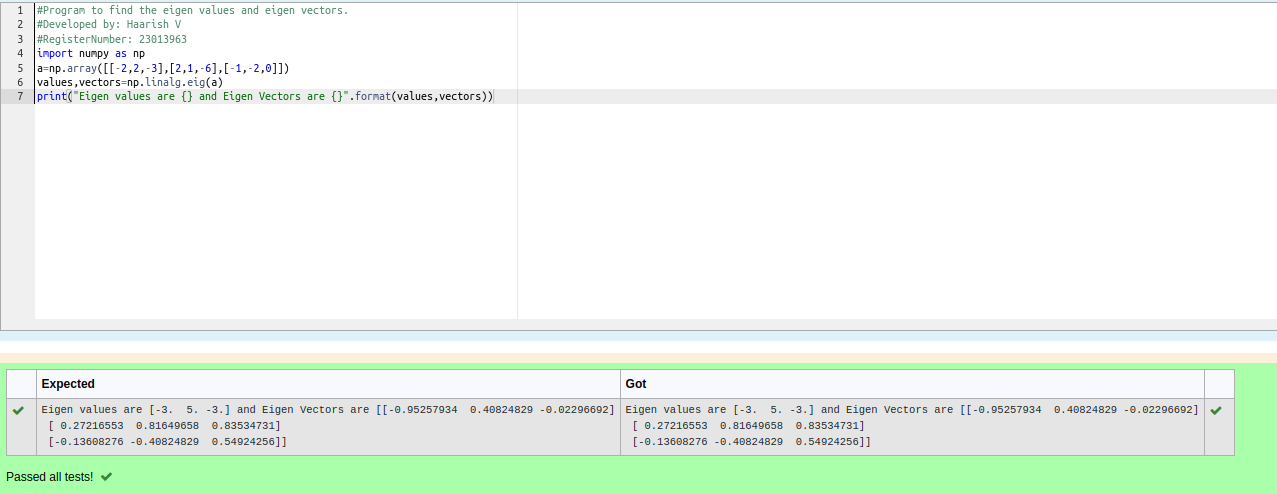 1 #Program to find the eigen values and eigen vectors.
2 #Developed by: Haarish V
3 #RegisterNumber: 23013963
4 import numpy as np
5 a=np.array([[-2,2,-3],[2,1,-6],[-1,-2,0]])
6 values,vectors=np.linalg.eig(a)
7 print("Eigen values are {} and Eigen Vectors are {}".format(values,vectors))
Expected Got
Eigen values are [-3.  5. -3.] and Eigen Vectors are [[-0.95257934  0.40824829 -0.02296692] Eigen values are [-3.  5. -3.] and Eigen Vectors are [[-0.95257934  0.40824829 -0.02296692]
[ 0.27216553  0.81649658  0.83534731] [ 0.27216553  0.81649658  0.83534731]
[-0.13608276 -0.40824829  0.54924256]] [-0.13608276 -0.40824829  0.54924256]]
Passed all tests!